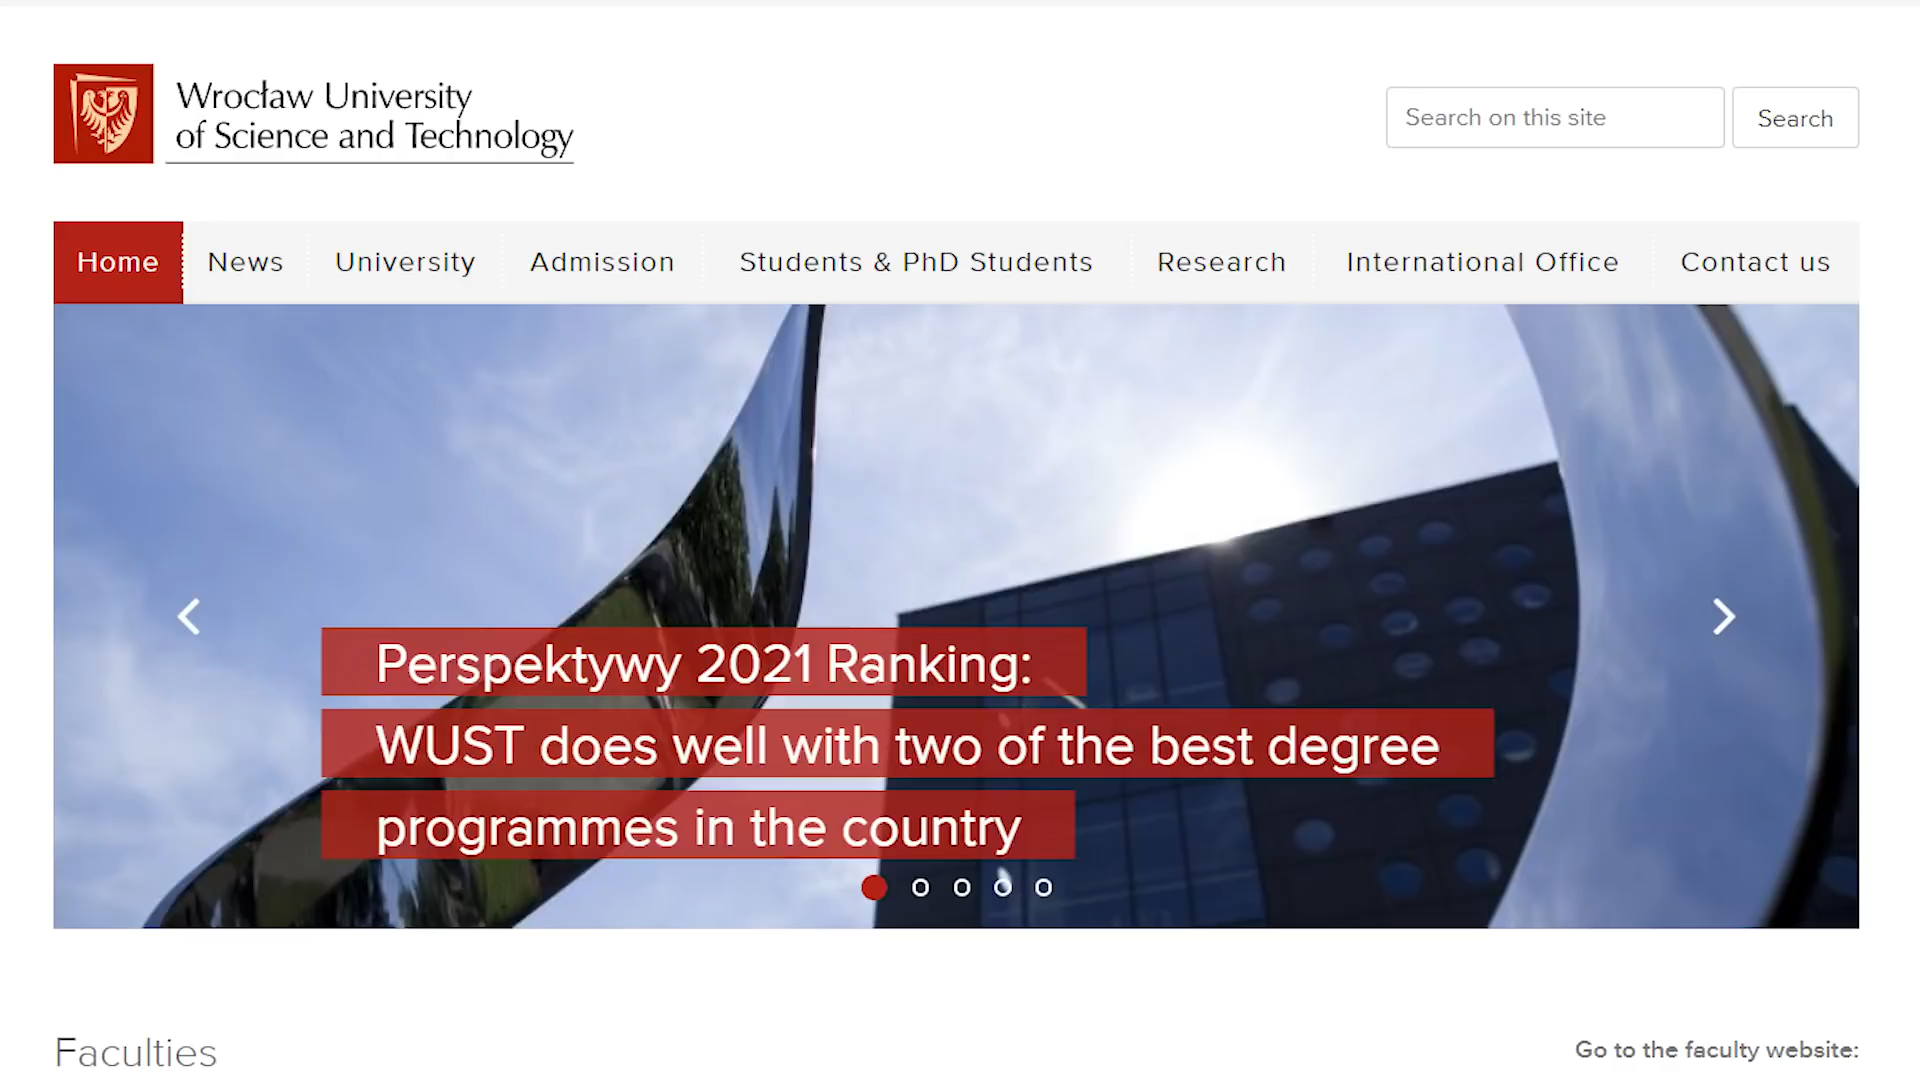 Wrocław University
of Science and Technology
Search on this site
Search
Home
News
University
Admission
Students & PhD Students
Research
International Office
Contact us
Perspektywy 2021 Ranking:
WUST does well with two of the best degree
programmes in the country
Faculties
Go to the faculty website: